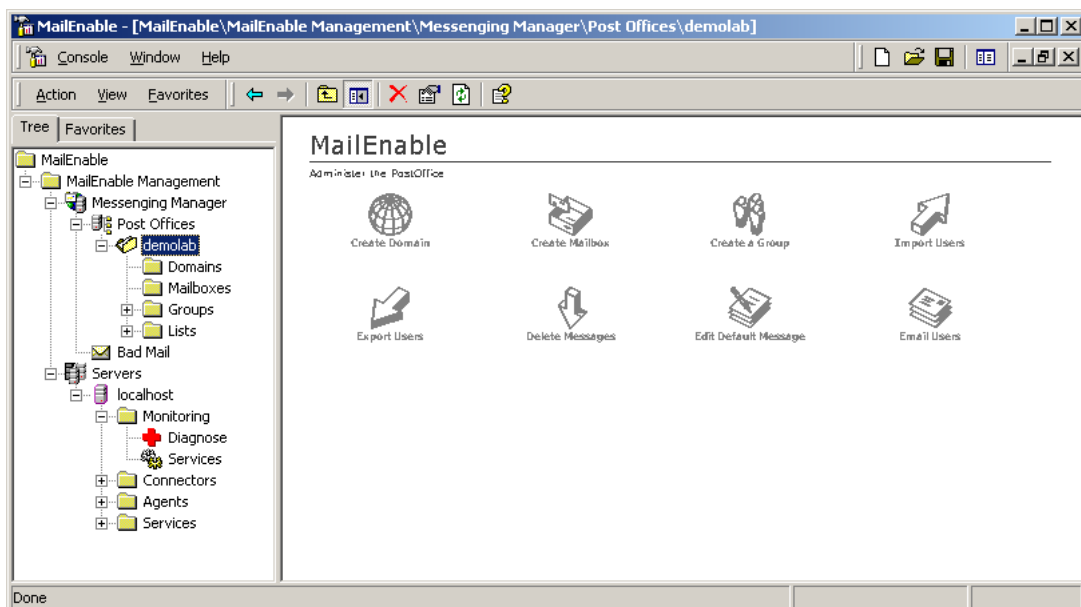 MailEnable - [MailEnable\MailEnable Management\Messenging Manager\Post Offices\demolab]
Console Window Help
Action View Favorites
Tree Favorites
MailEnable
MailEnable Management
Messenging Manager
Post Offices
demolab
Domains
Mailboxes
Groups
Lists
Bad Mail
Servers
localhost
Monitoring
Diagnose
Services
Connectors
Agents
Services
MailEnable
Administer the PostOffice
Create Domain Create Mailbox Create a Group Import Users
Export Users Delete Messages Edit Default Message Email Users
Done